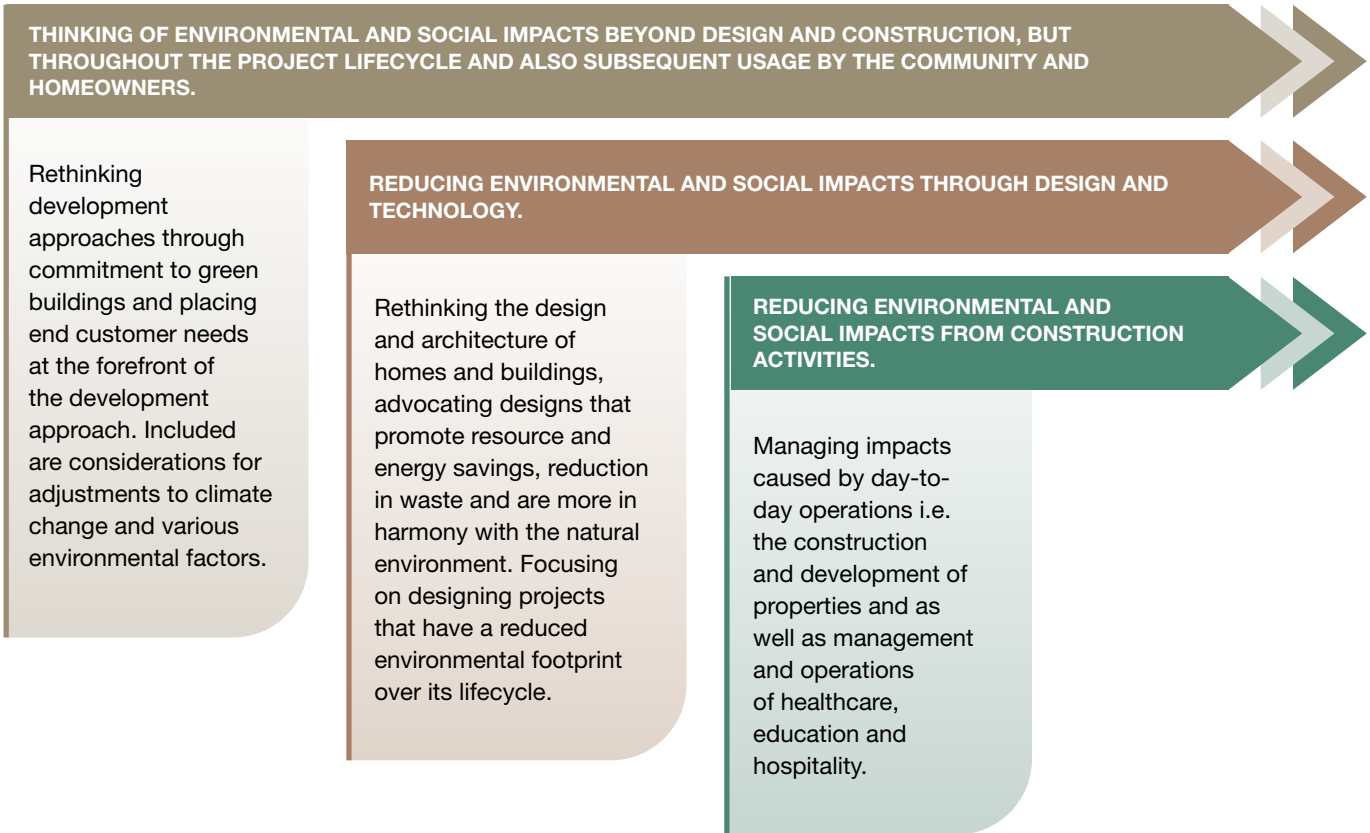 THINKING OF ENVIRONMENTAL AND SOCIAL IMPACTS BEYOND DESIGN AND CONSTRUCTION, BUT
THROUGHOUT THE PROJECT LIFECYCLE AND ALSO SUBSEQUENT USAGE BY THE COMMUNITY AND
HOMEOWNERS.
Rethinking
development
approaches through
commitment to green
buildings and placing
end customer needs
at the forefront of
the development
approach. Included
are considerations for
adjustments to climate
change and various
environmental factors.
REDUCING ENVIRONMENTAL AND SOCIAL IMPACTS THROUGH DESIGN AND
TECHNOLOGY.
Rethinking the design
and architecture of
homes and buildings,
advocating designs that
promote resource and
energy savings, reduction
in waste and are more in
harmony with the natural
environment. Focusing
on designing projects
that have a reduced
environmental footprint
over its lifecycle.
REDUCING ENVIRONMENTAL AND
SOCIAL IMPACTS FROM CONSTRUCTION
ACTIVITIES.
Managing impacts
caused by day-to-
day operations i.e.
the construction
and development of
properties and as
well as management
and operations
of healthcare,
education and
hospitality.